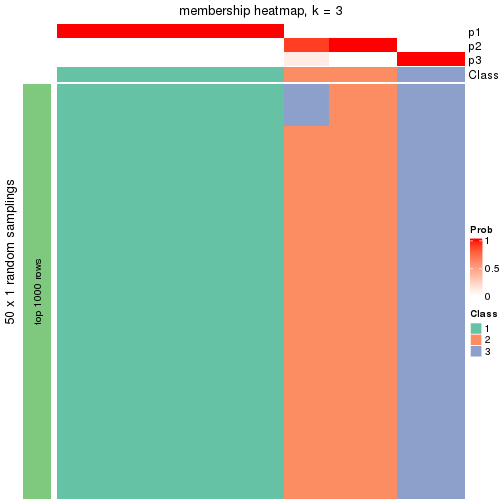 membership heatmap, k = 3
p1
p2
p3
Class
50 x 1 random samplings
top 1000 rows
Prob
1
0.5
0
Class
1
2
3